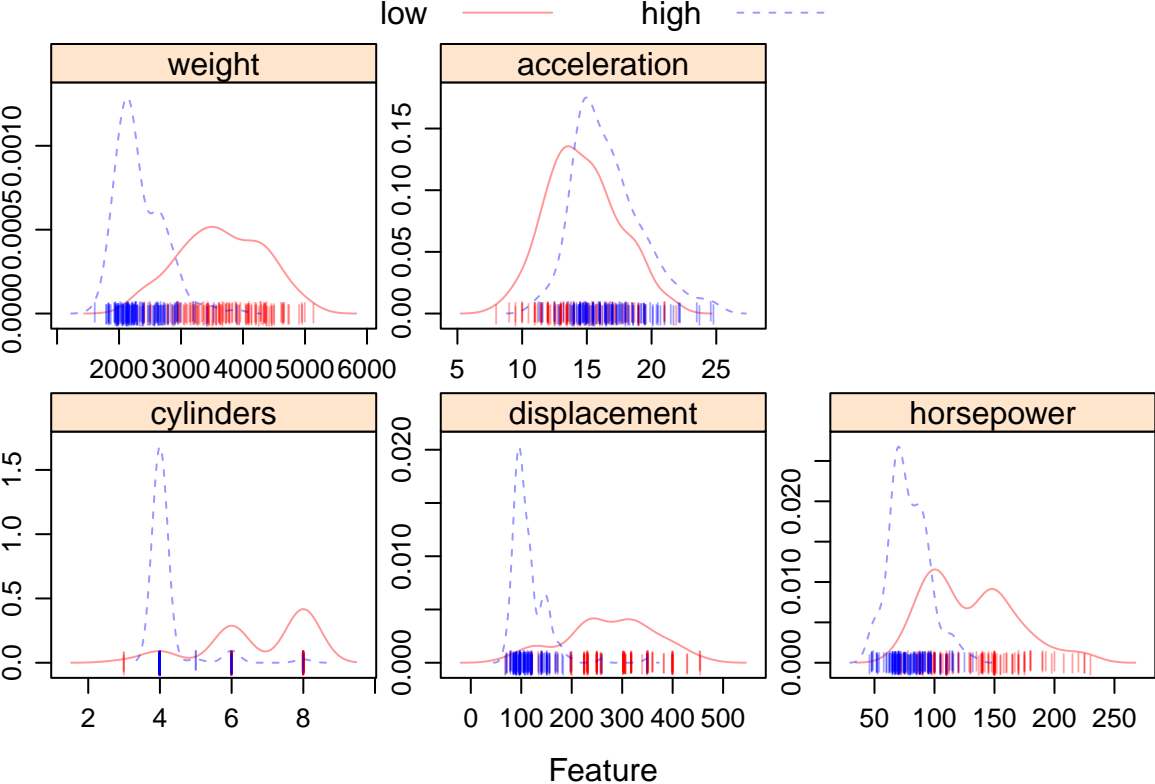 low high
weight acceleration
0.0000 0.0005 0.0010
0.00 0.05 0.10 0.15
2000 3000 4000 5000 6000
5 10 15 20 25
cylinders displacement horsepower
0.0 0.5 1.0 1.5
0.000 0.010 0.020
0.000 0.010 0.020
2 4 6 8
0 100 200 300 400 500
50 100 150 200 250
Feature